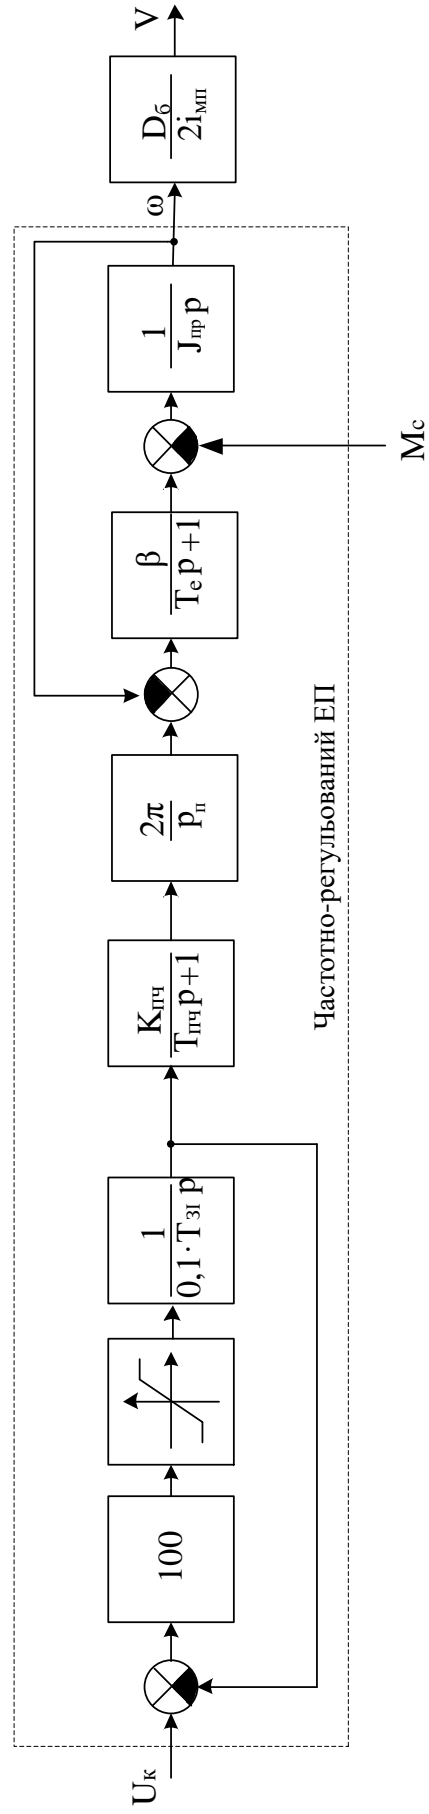 Uк
100
1
0,1·Tзі p
Kпч
Tпч p+1
2π
pп
β
Te p+1
1
Jпр p
ω
Dб
2iмп
V
Mc
Частотно-регульований ЕП